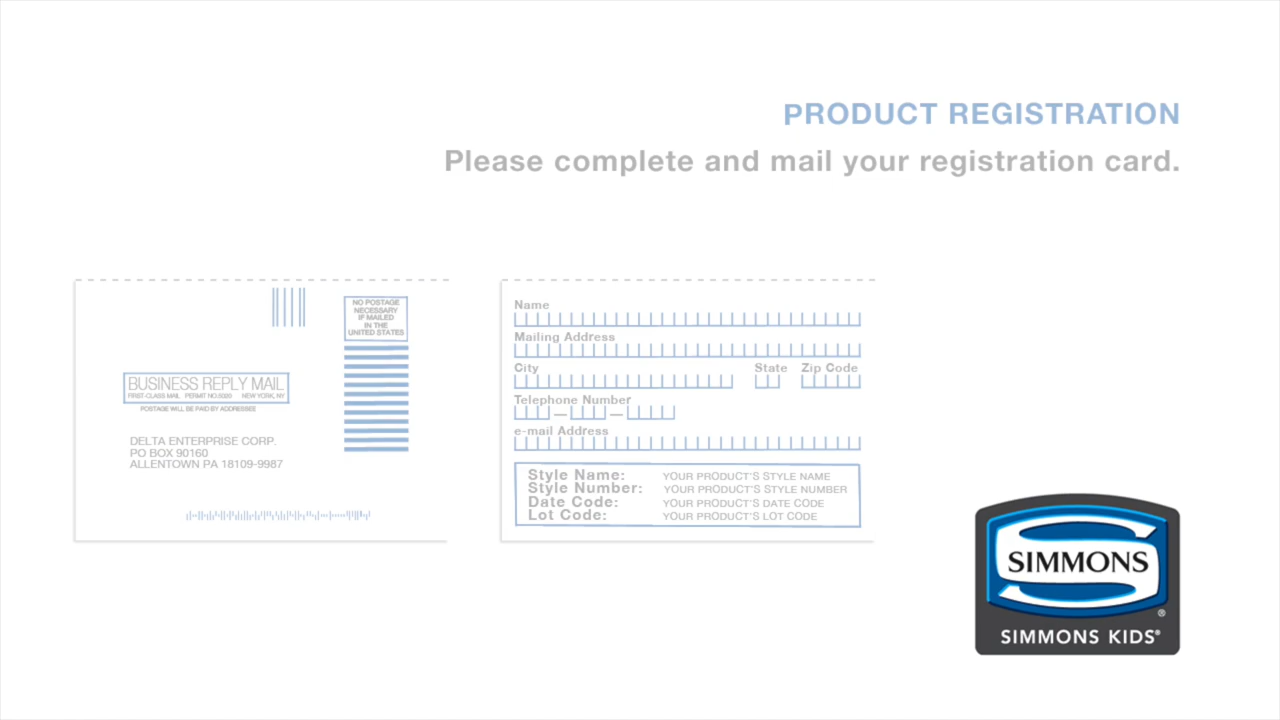 PRODUCT REGISTRATION
Please complete and mail your registration card.
NO POSTAGE
NECESSARY
IF MAILED
IN THE
UNITED STATES
BUSINESS REPLY MAIL
FIRST-CLASS MAIL PERMIT NO.5020 NEW YORK, NY
POSTAGE WILL BE PAID BY ADDRESSEE
DELTA ENTERPRISE CORP.
PO BOX 90160
ALLENTOWN PA 18109-9987
Name
Mailing Address
City State Zip Code
Telephone Number
e-mail Address
Style Name: YOUR PRODUCT'S STYLE NAME
Style Number: YOUR PRODUCT'S STYLE NUMBER
Date Code: YOUR PRODUCT'S DATE CODE
Lot Code: YOUR PRODUCT'S LOT CODE
SIMMONS
®
SIMMONS KIDS®